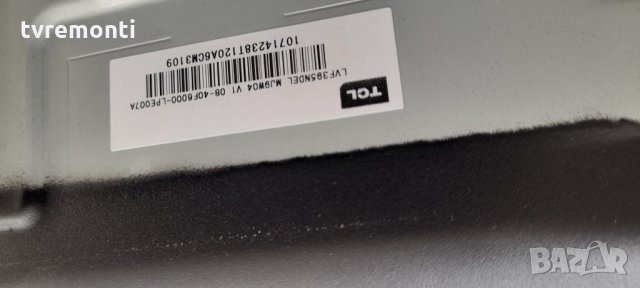 tvremonti
TCL
LVF395NDEL MJ9W04 V1 08-40F6000-LPE007A
10714238T120A6CM3109
BAZAR